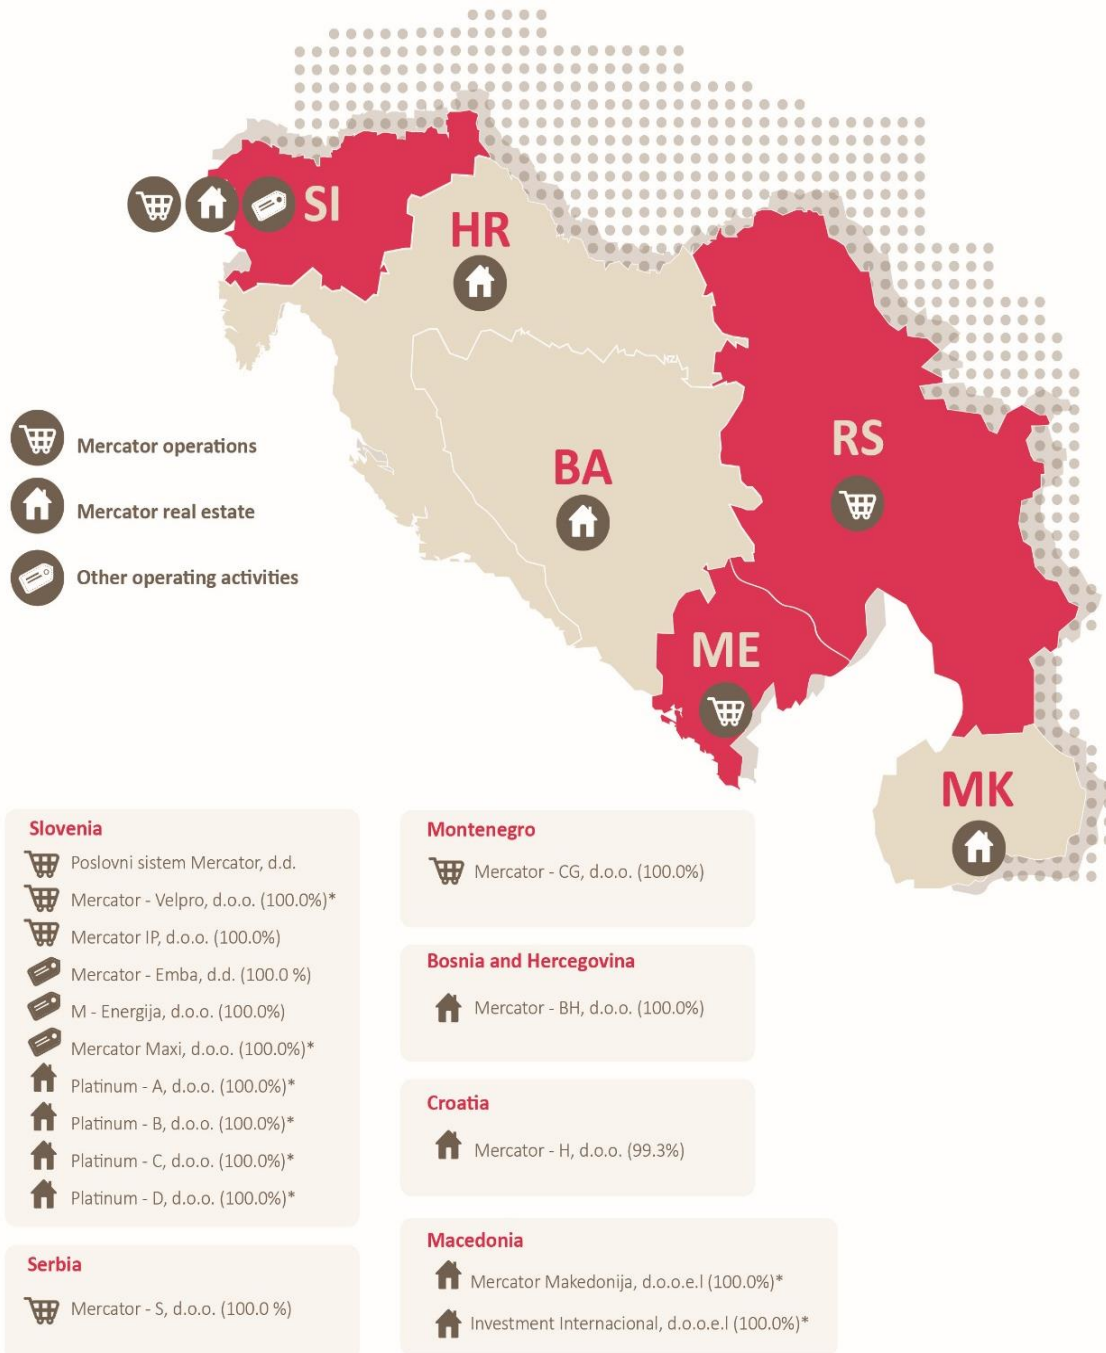 SI
HR
BA
RS
ME
MK
Mercator operations
Mercator real estate
Other operating activities
Slovenia
Poslovni sistem Mercator, d.d.
Mercator - Velpro, d.o.o. (100.0%)*
Mercator IP, d.o.o. (100.0%)
Mercator - Emba, d.d. (100.0 %)
M - Energija, d.o.o. (100.0%)
Mercator Maxi, d.o.o. (100.0%)*
Platinum - A, d.o.o. (100.0%)*
Platinum - B, d.o.o. (100.0%)*
Platinum - C, d.o.o. (100.0%)*
Platinum - D, d.o.o. (100.0%)*
Serbia
Mercator - S, d.o.o. (100.0 %)
Montenegro
Mercator - CG, d.o.o. (100.0%)
Bosnia and Hercegovina
Mercator - BH, d.o.o. (100.0%)
Croatia
Mercator - H, d.o.o. (99.3%)
Macedonia
Mercator Makedonija, d.o.o.e.l (100.0%)*
Investment Internacional, d.o.o.e.l (100.0%)*